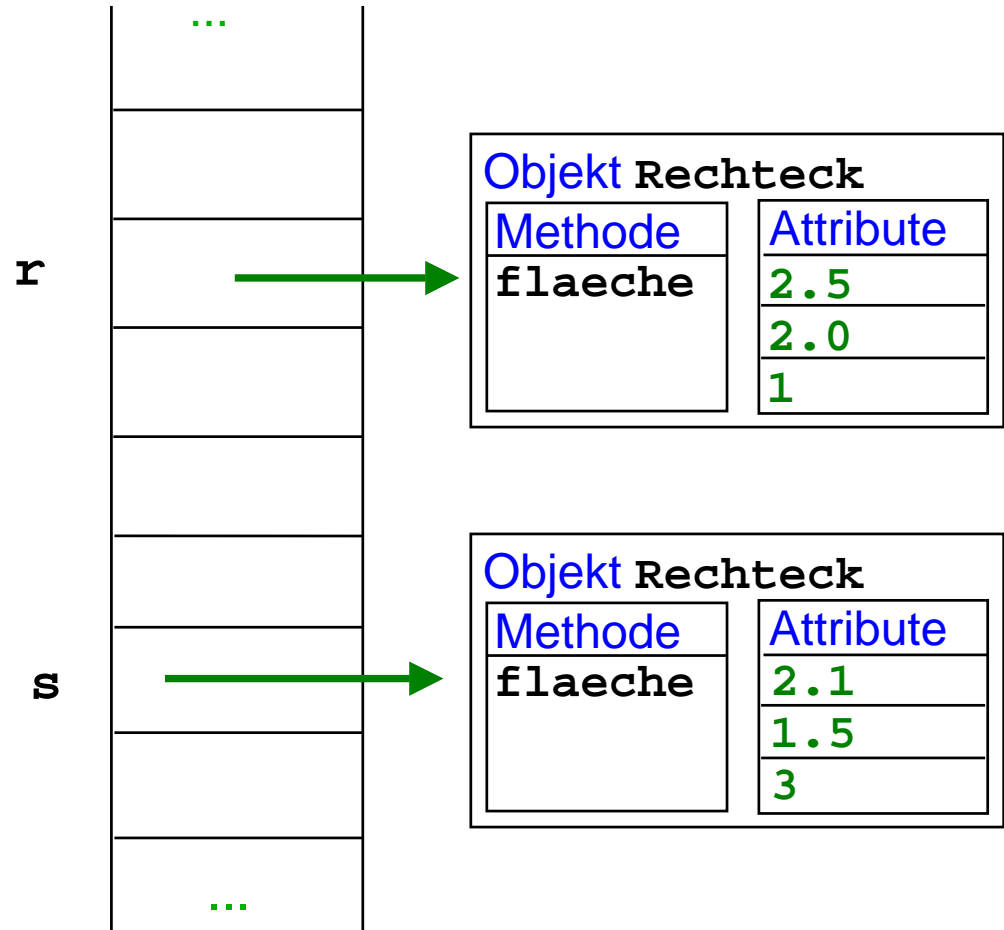 ...
Objekt Rechteck
Methode
Attribute
r
flaeche
2.5
2.0
1
Objekt Rechteck
Methode
Attribute
s
flaeche
2.1
1.5
3
...